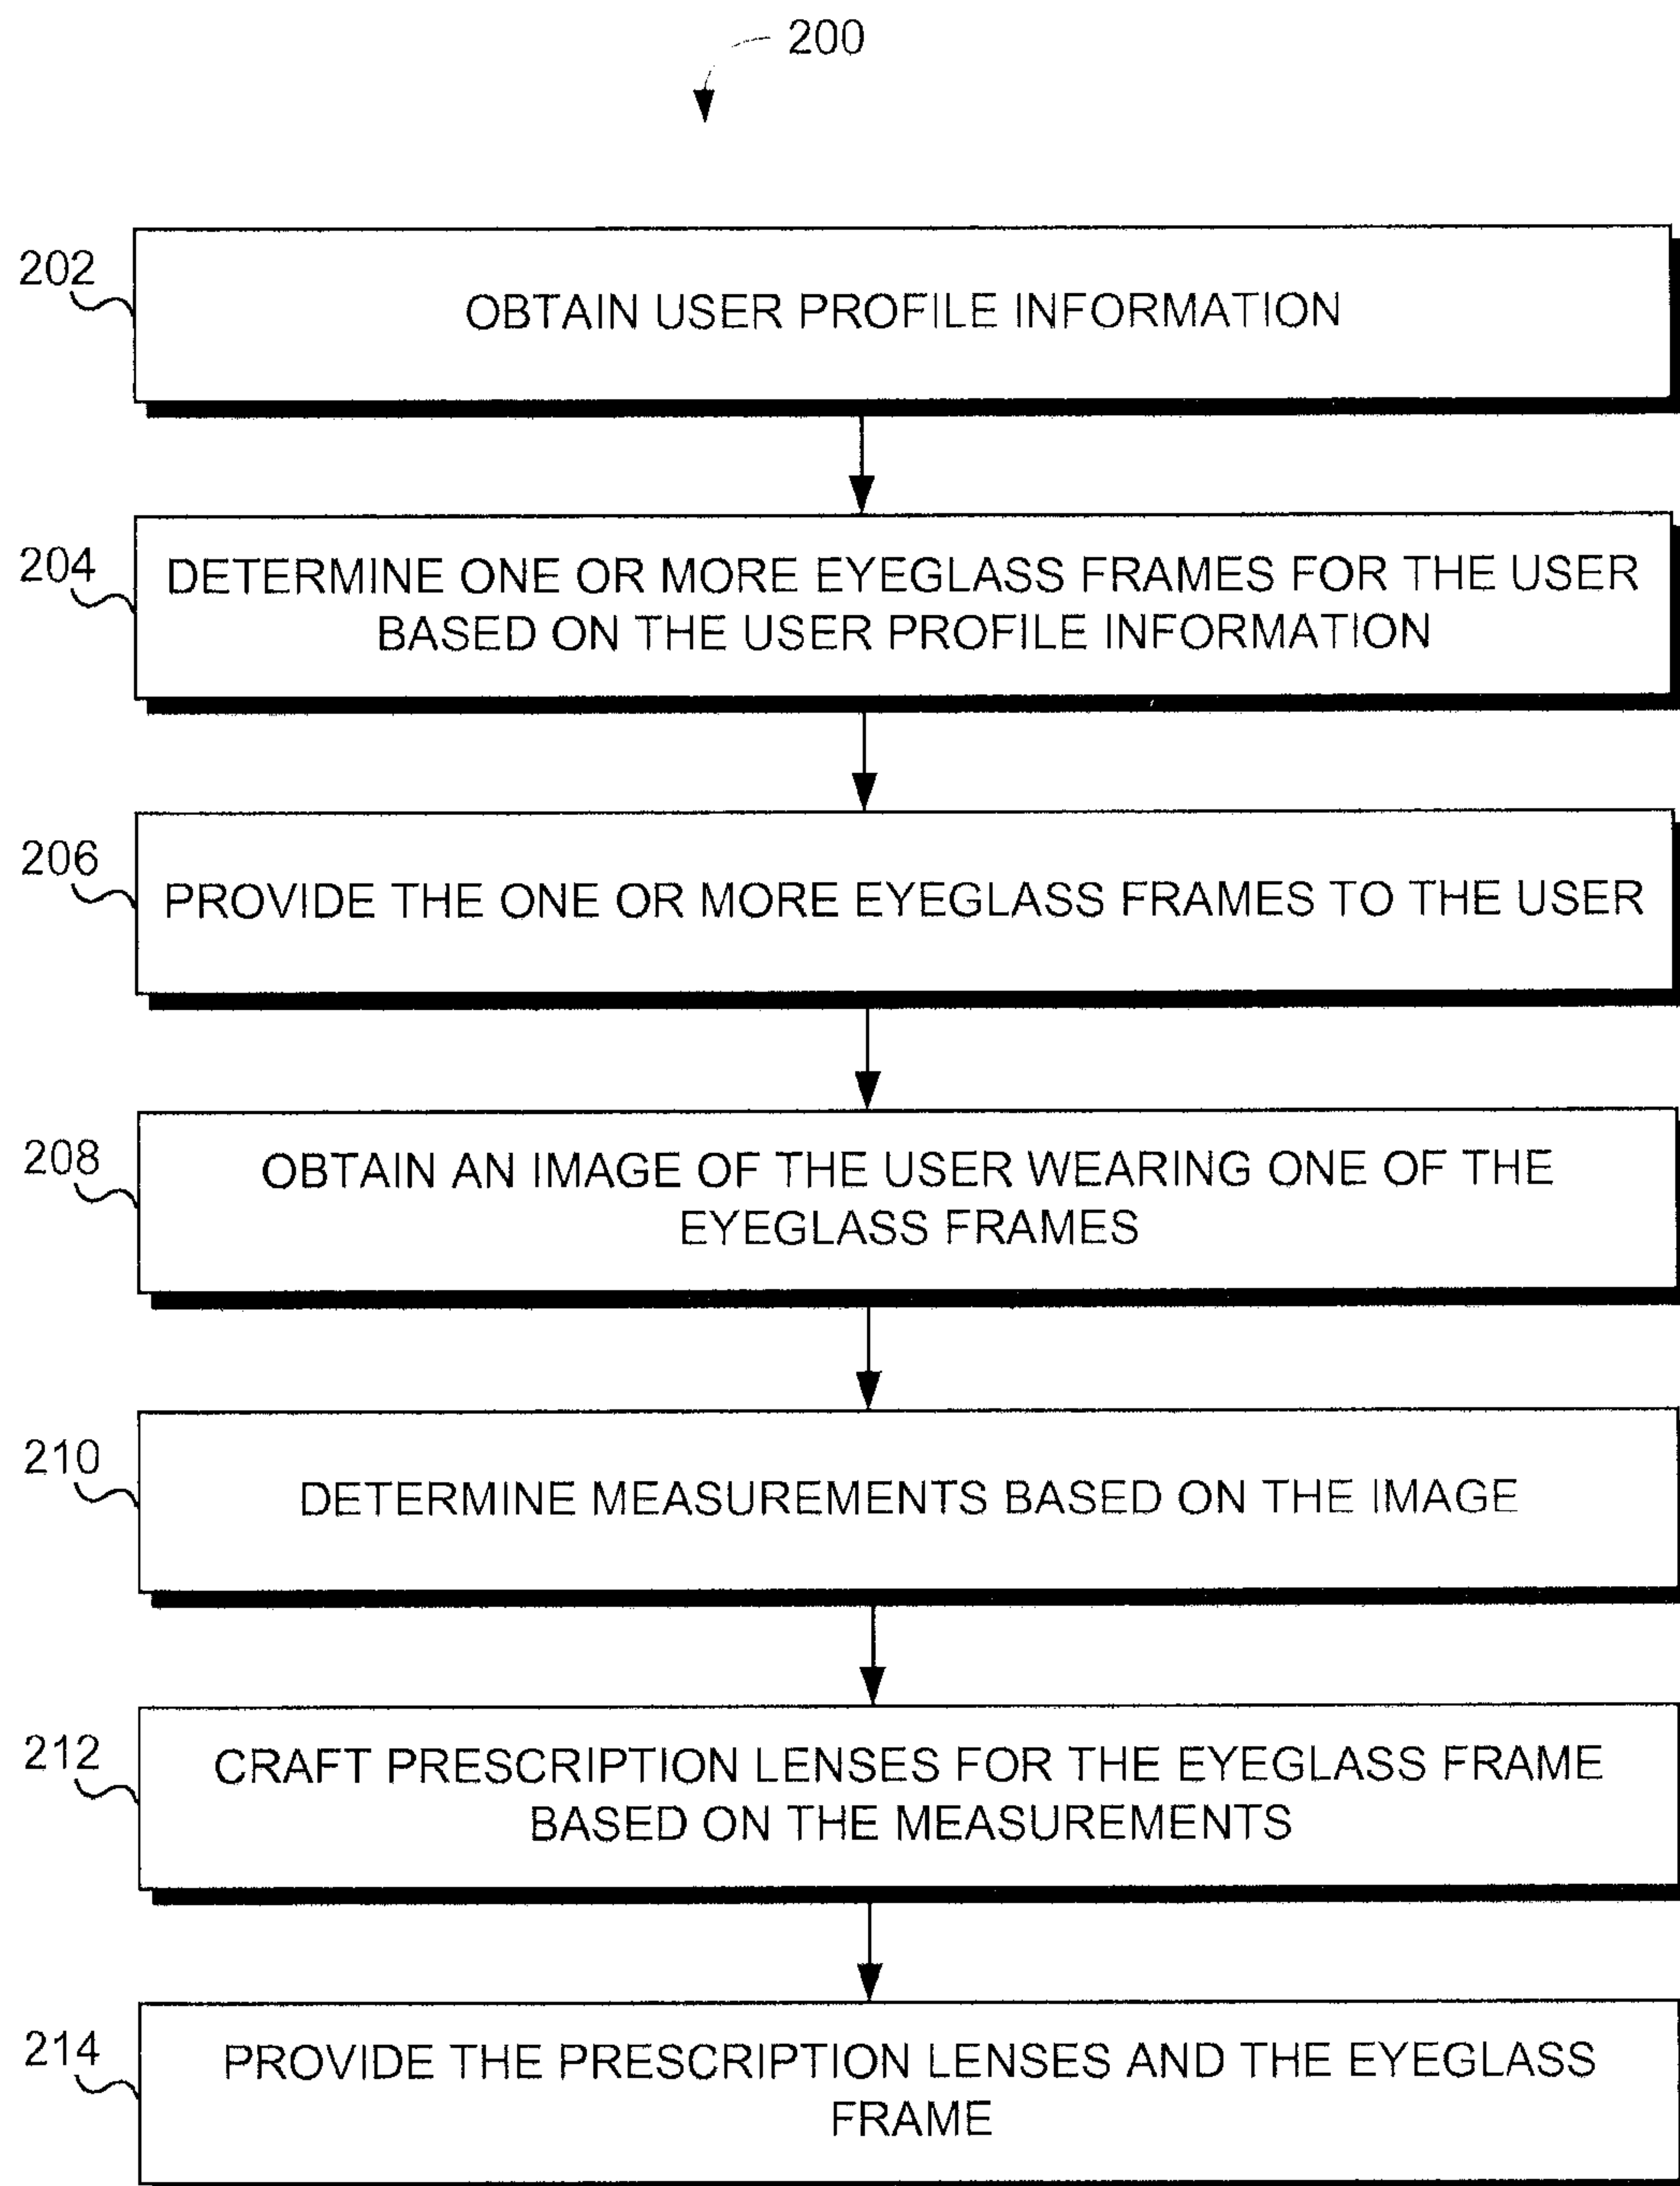 200
202
OBTAIN USER PROFILE INFORMATION
204
DETERMINE ONE OR MORE EYEGLASS FRAMES FOR THE USER
BASED ON THE USER PROFILE INFORMATION
206
PROVIDE THE ONE OR MORE EYEGLASS FRAMES TO THE USER
208
OBTAIN AN IMAGE OF THE USER WEARING ONE OF THE
EYEGLASS FRAMES
210
DETERMINE MEASUREMENTS BASED ON THE IMAGE
212
CRAFT PRESCRIPTION LENSES FOR THE EYEGLASS FRAME
BASED ON THE MEASUREMENTS
214
PROVIDE THE PRESCRIPTION LENSES AND THE EYEGLASS
FRAME